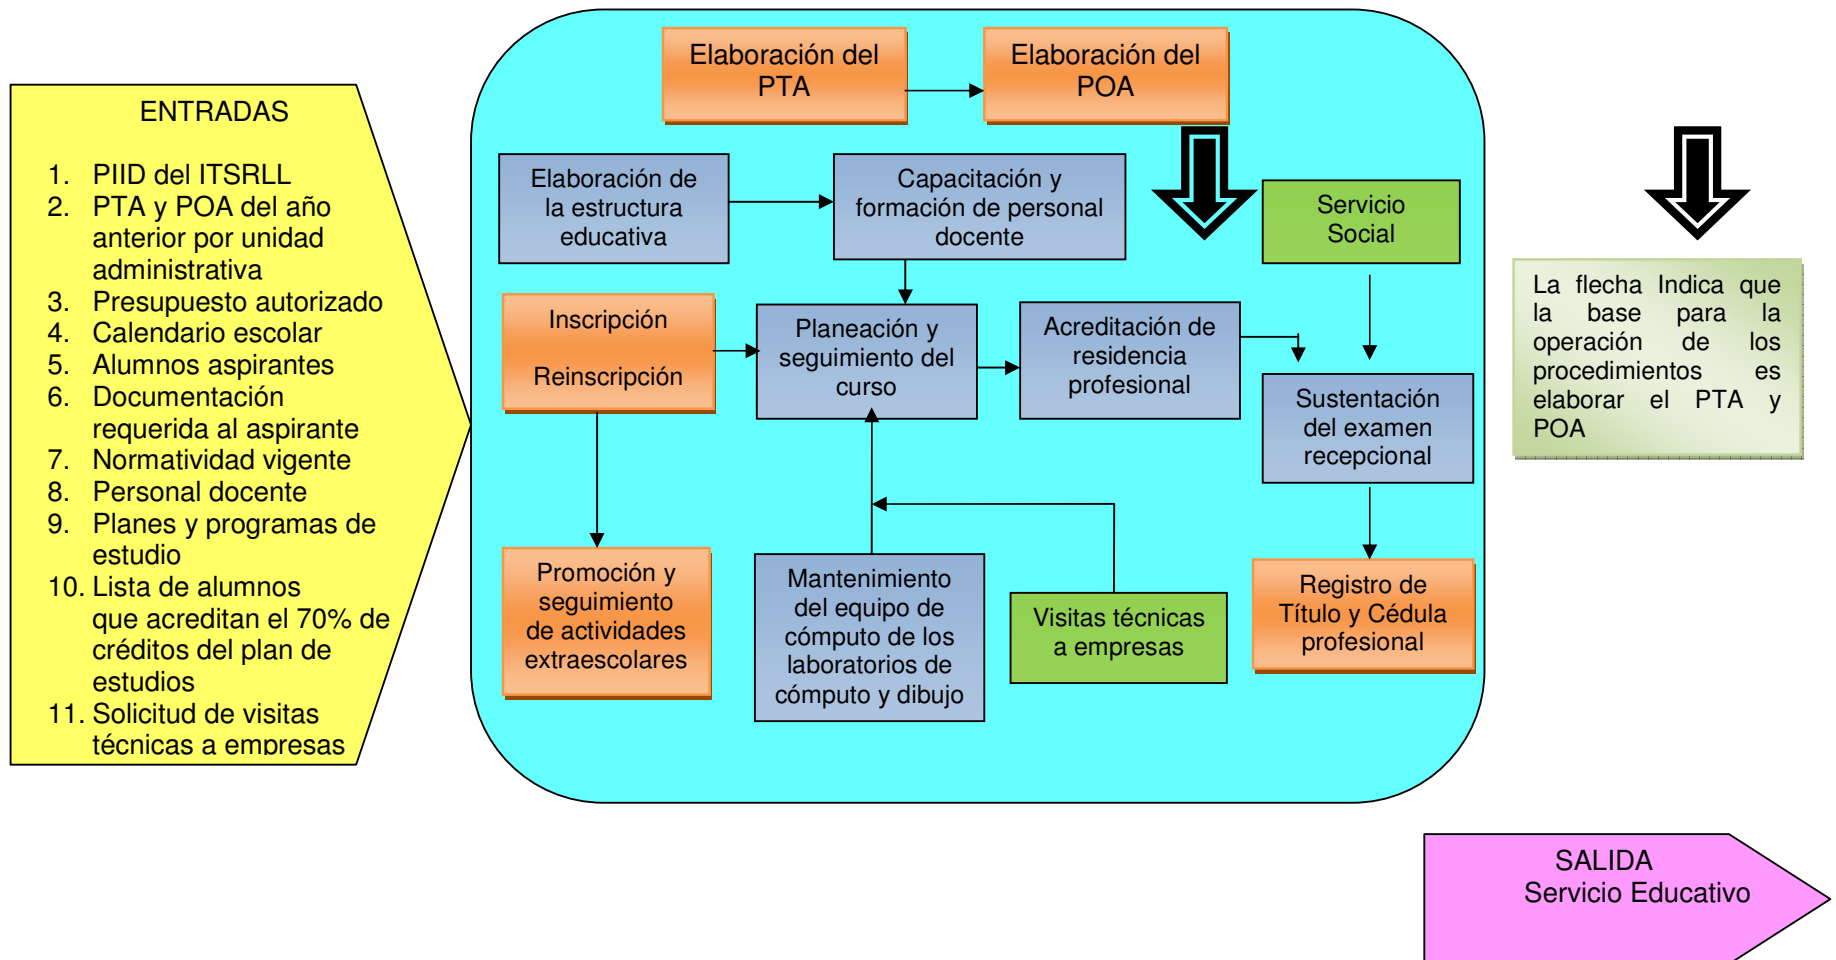 ENTRADAS
1. PIID del ITSRLL
2. PTA y POA del año
anterior por unidad
administrativa
3. Presupuesto autorizado
4. Calendario escolar
5. Alumnos aspirantes
6. Documentación
requerida al aspirante
7. Normatividad vigente
8. Personal docente
9. Planes y programas de
estudio
10. Lista de alumnos
que acreditan el 70% de
créditos del plan de
estudios
11. Solicitud de visitas
técnicas a empresas
Elaboración del
PTA
Elaboración del
POA
Elaboración de
la estructura
educativa
Capacitación y
formación de personal
docente
Servicio
Social
Inscripción
Reinscripción
Planeación y
seguimiento del
curso
Acreditación de
residencia
profesional
Sustentación
del examen
recepcional
Promoción y
seguimiento
de actividades
extraescolares
Mantenimiento
del equipo de
cómputo de los
laboratorios de
cómputo y dibujo
Visitas técnicas
a empresas
Registro de
Título y Cédula
profesional
La flecha Indica que
la base para la
operación de los
procedimientos es
elaborar el PTA y
POA
SALIDA
Servicio Educativo